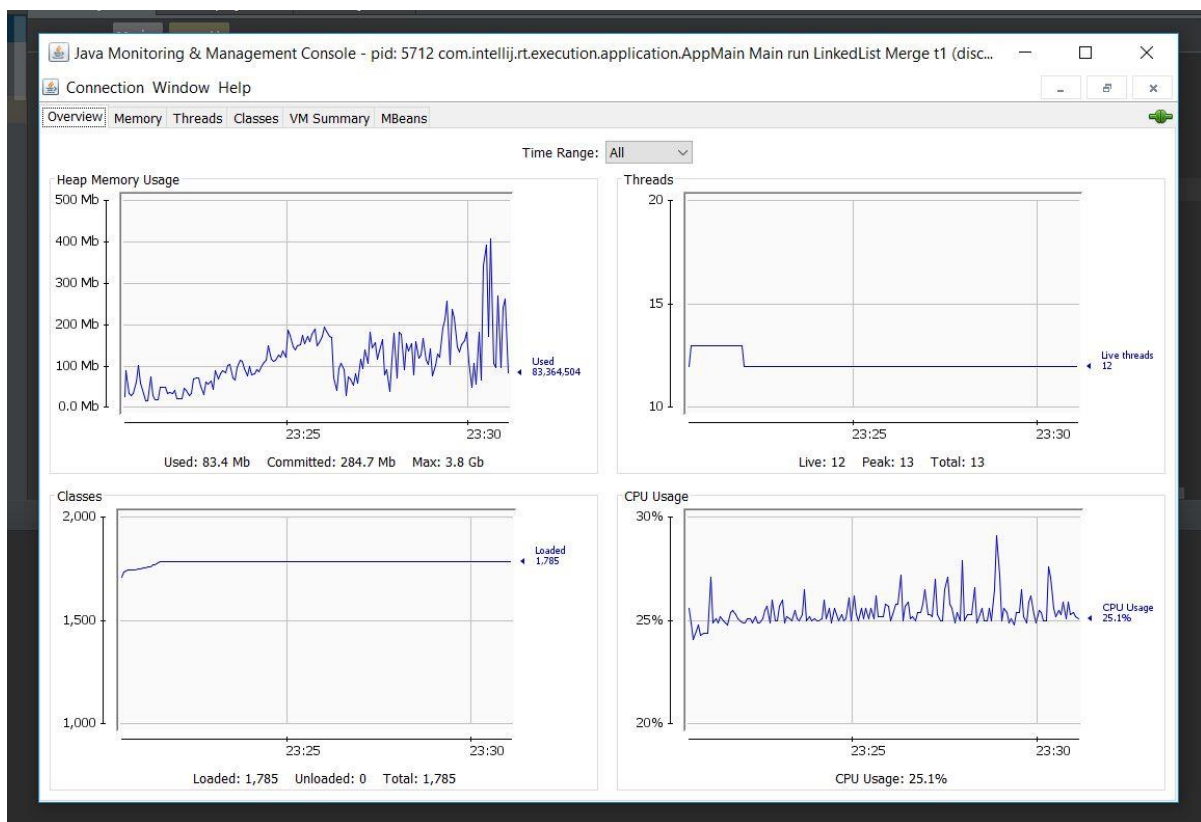 Java Monitoring & Management Console - pid: 5712 com.intellij.rt.execution.application.AppMain Main run LinkedList Merge t1 (disc...
Connection Window Help
Overview Memory Threads Classes VM Summary MBeans
Time Range: All
Heap Memory Usage
500 Mb
400 Mb
300 Mb
200 Mb
100 Mb
0.0 Mb
Used
83,364,504
23:25 23:30
Used: 83.4 Mb Committed: 284.7 Mb Max: 3.8 Gb
Threads
20
15
10
Live threads
12
23:25 23:30
Live: 12 Peak: 13 Total: 13
Classes
2,000
1,500
1,000
Loaded
1,785
23:25 23:30
Loaded: 1,785 Unloaded: 0 Total: 1,785
CPU Usage
30%
25%
20%
CPU Usage
25.1%
23:25 23:30
CPU Usage: 25.1%